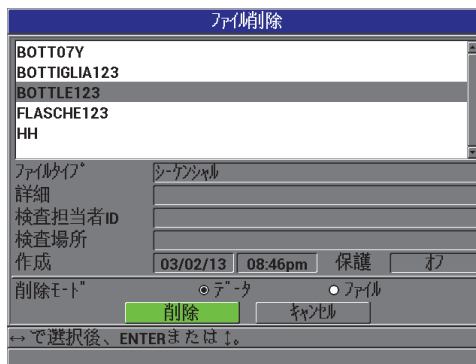 ファイル削除
BOTT07Y
BOTTIGLIA123
BOTTLE123
FLASCHE123
HH
ファイルタイプ シーケンシャル
詳細
検査担当者ID
検査場所
作成 03/02/13 08:46pm 保護 オフ
削除モード データ ファイル
削除 キャンセル
↔ で選択後、ENTERまたは↕。